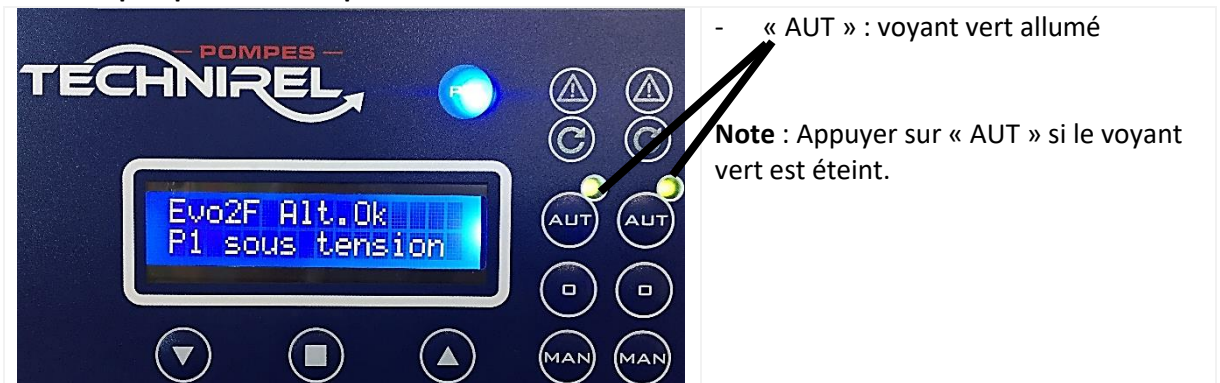 — POMPES —
TECHNIREL
Evo2F Alt.Ok
P1 sous tension
AUT AUT
MAN MAN
- « AUT » : voyant vert allumé
Note : Appuyer sur « AUT » si le voyant
vert est éteint.